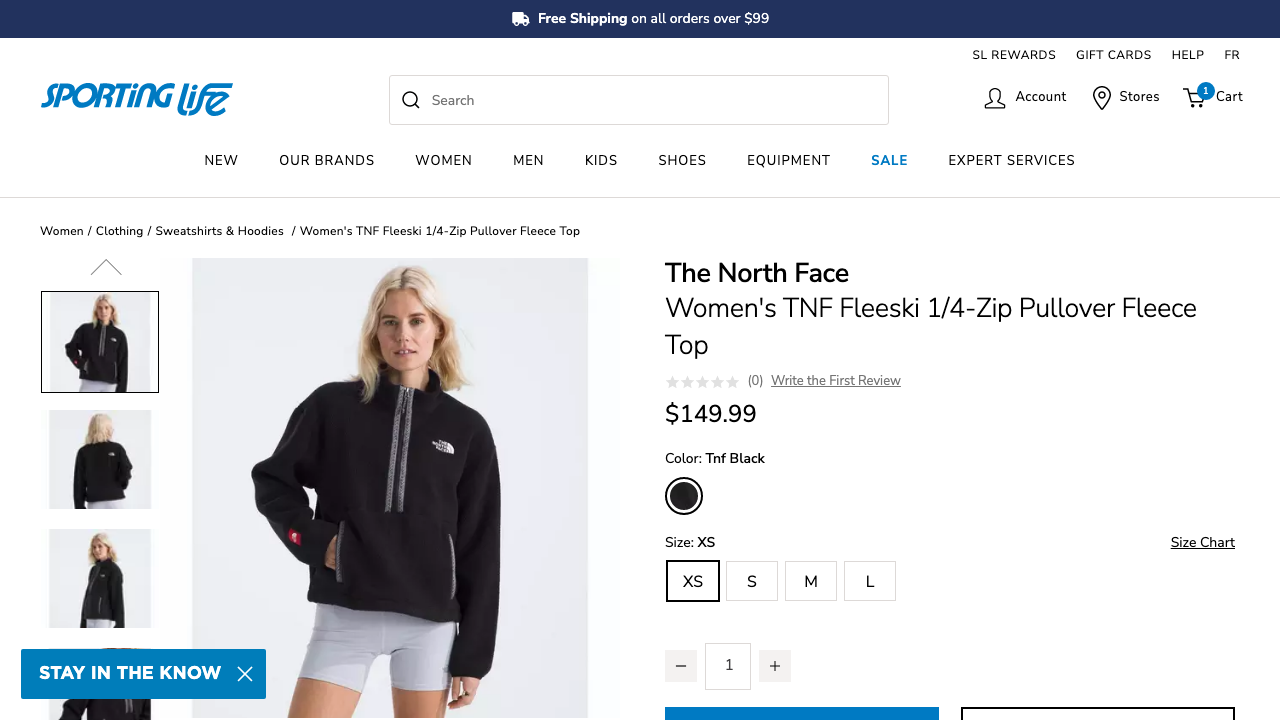 Free Shipping on all orders over $99
SL REWARDS GIFT CARDS HELP FR
SPORTING LIFE
Search
Account
Stores
1
Cart
NEW OUR BRANDS WOMEN MEN KIDS SHOES EQUIPMENT SALE EXPERT SERVICES
Women / Clothing / Sweatshirts & Hoodies / Women's TNF Fleeski 1/4-Zip Pullover Fleece Top
THE
NORTH
FACE
The North Face
Women's TNF Fleeski 1/4-Zip Pullover Fleece
Top
(0) Write the First Review
$149.99
Color: Tnf Black
Size: XS
Size Chart
XS S M L
− 1 +
STAY IN THE KNOW